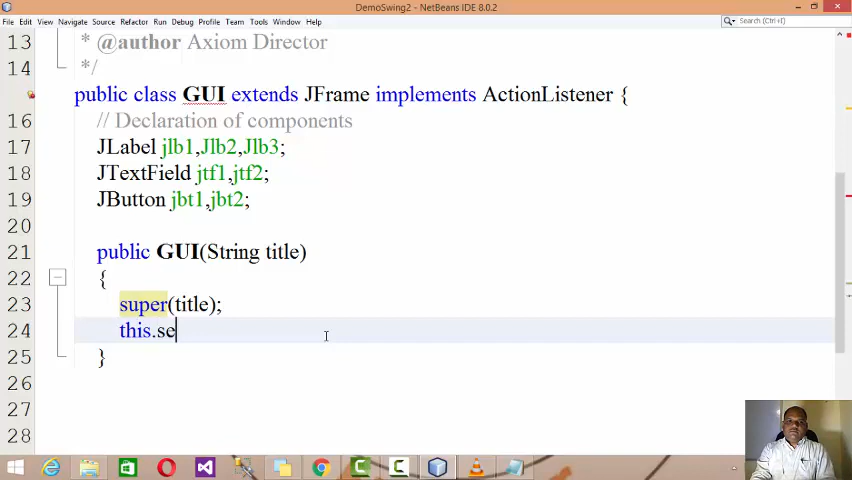 DemoSwing2 - NetBeans IDE 8.0.2
File Edit View Navigate Source Refactor Run Debug Profile Team Tools Window Help
Search (Ctrl+I)
13 * @author Axiom Director
14 */
public class GUI extends JFrame implements ActionListener {
16 // Declaration of components
17 JLabel jlb1,Jlb2,Jlb3;
18 JTextField jtf1,jtf2;
19 JButton jbt1,jbt2;
20
21 public GUI(String title)
22 {
23 super(title);
24 this.se
25 }
26
27
28